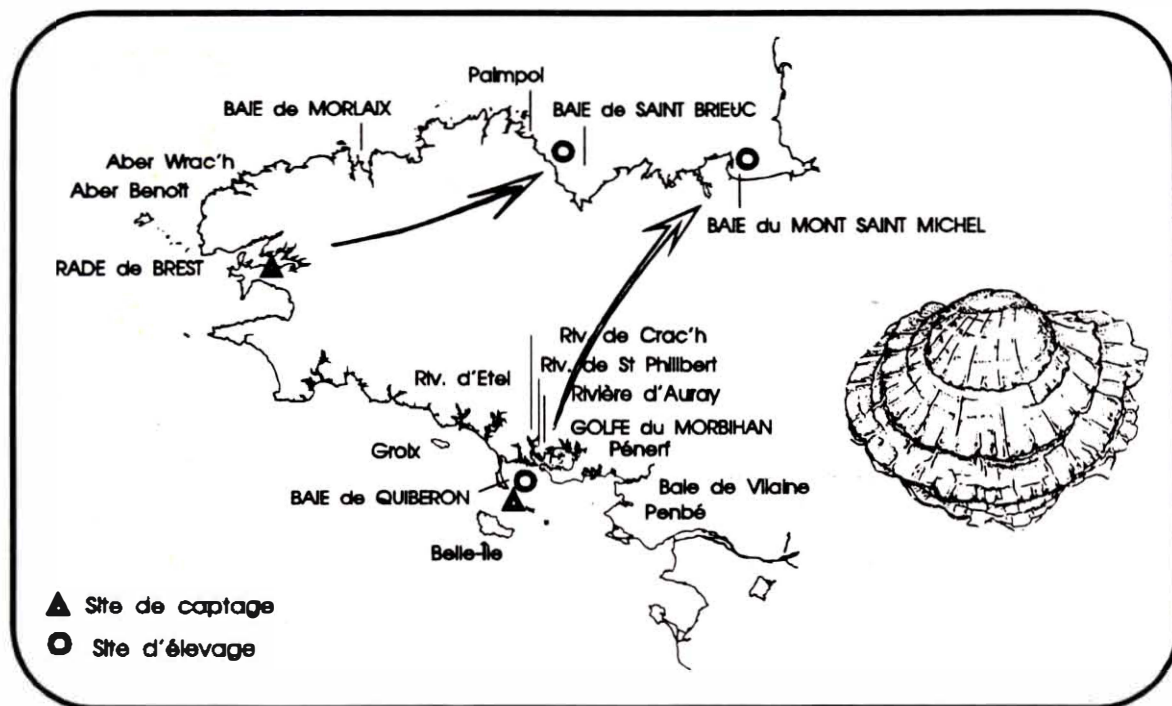 Paimpol
BAIE de MORLAIX
BAIE de SAINT BRIEUC
Aber Wrac'h
Aber Benoît
BAIE du MONT SAINT MICHEL
RADE de BREST
Riv. de Crac'h
Riv. de St Philibert
Riv. d'Etel
Rivière d'Auray
GOLFE du MORBIHAN
Groix
Pénerf
BAIE de QUIBERON
Baie de Vilaine
Penbé
Belle-Île
Site de captage
Site d'élevage